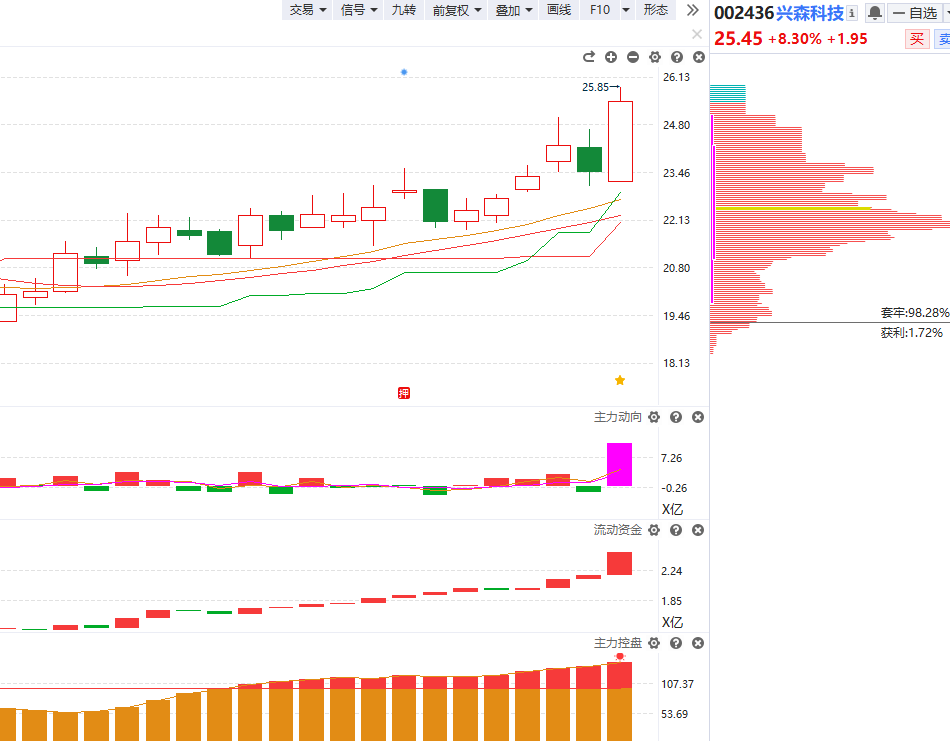 交易 信号 九转 前复权 叠加 画线 F10 形态
002436 兴森科技 自选
25.45 +8.30% +1.95 买 卖
25.85
26.13
24.80
23.46
22.13
20.80
19.46
18.13
套牢:98.28%
获利:1.72%
押
主力动向
7.26
-0.26
X亿
流动资金
2.24
1.85
X亿
主力控盘
107.37
53.69